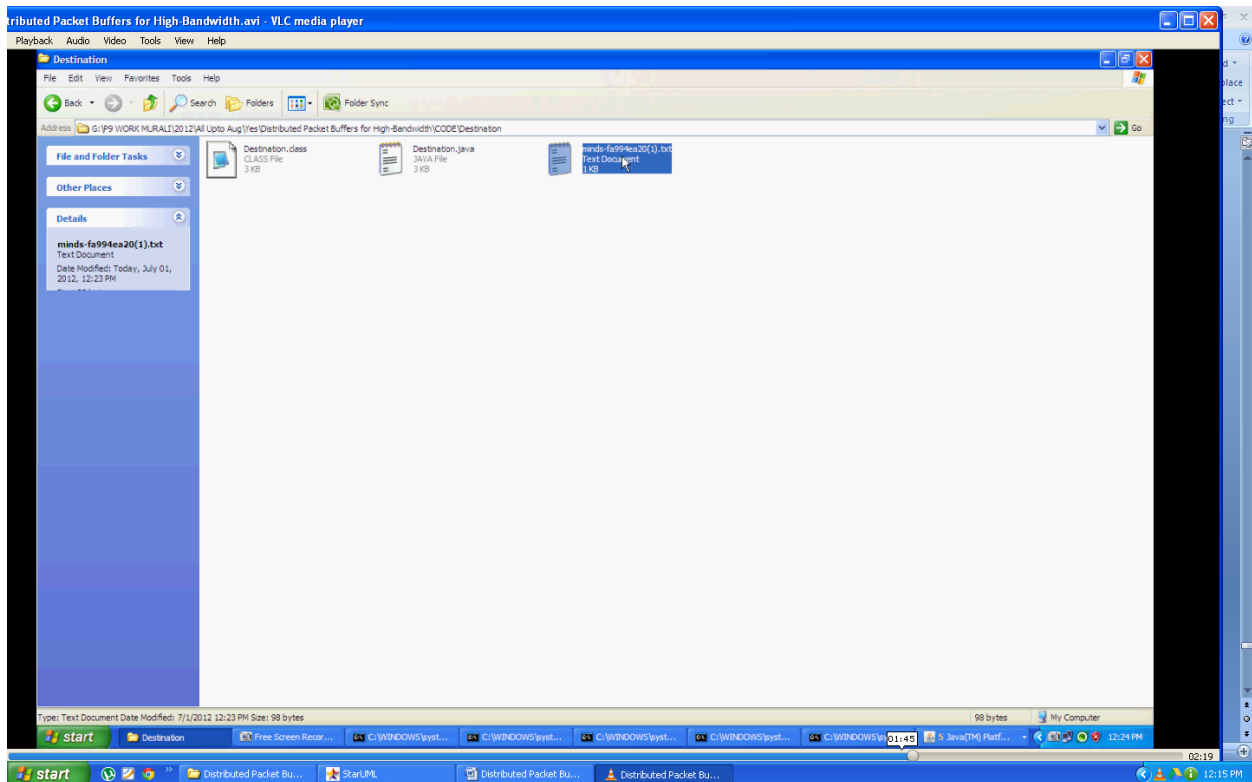 tributed Packet Buffers for High-Bandwidth.avi - VLC media player
Playback Audio Video Tools View Help
Destination
File Edit View Favorites Tools Help
Back Search Folders Folder Sync
Address G:\P9 WORK MURALI\2012\All Upto Aug\Yes\Distributed Packet Buffers for High-Bandwidth\CODE\Destination Go
File and Folder Tasks
Other Places
Details
minds-fa994ea20(1).txt
Text Document
Date Modified: Today, July 01,
2012, 12:23 PM
Destination.class
CLASS File
3 KB
Destination.java
JAVA File
3 KB
minds-fa994ea20(1).txt
Text Document
1 KB
Type: Text Document Date Modified: 7/1/2012 12:23 PM Size: 98 bytes 98 bytes My Computer
start Destination Free Screen Recor... C:\WINDOWS\syst... C:\WINDOWS\syst... C:\WINDOWS\syst... C:\WINDOWS\syst... C:\WINDOWS\sy 01:45 5 Java(TM) Platf... 12:24 PM
02:19
start Distributed Packet Bu... StarUML Distributed Packet Bu... Distributed Packet Bu... 12:15 PM